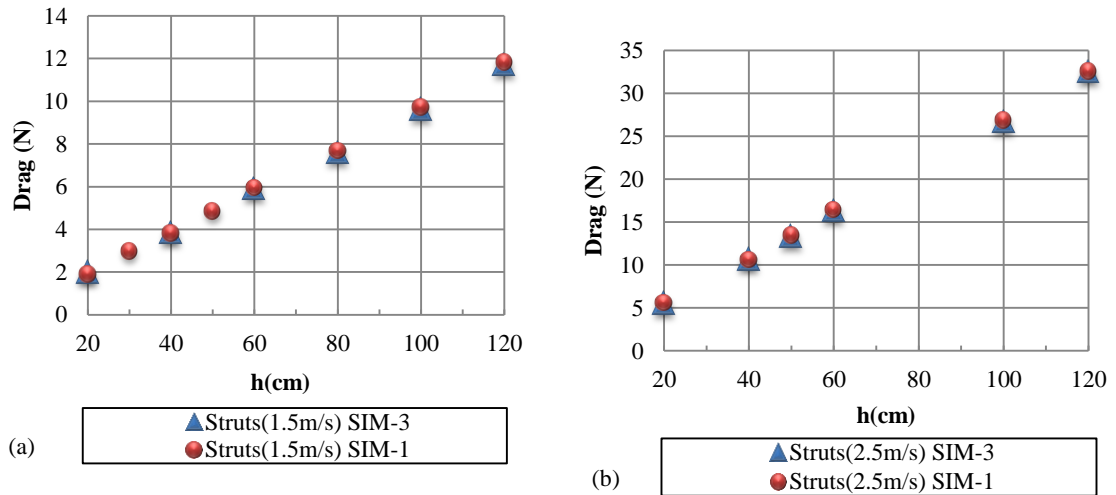 14
12
10
8
6
4
2
0
Drag (N)
20 40 60 80 100 120
h(cm)
Struts(1.5m/s) SIM-3
Struts(1.5m/s) SIM-1
(a)
35
30
25
20
15
10
5
0
Drag (N)
20 40 60 80 100 120
h(cm)
Struts(2.5m/s) SIM-3
Struts(2.5m/s) SIM-1
(b)